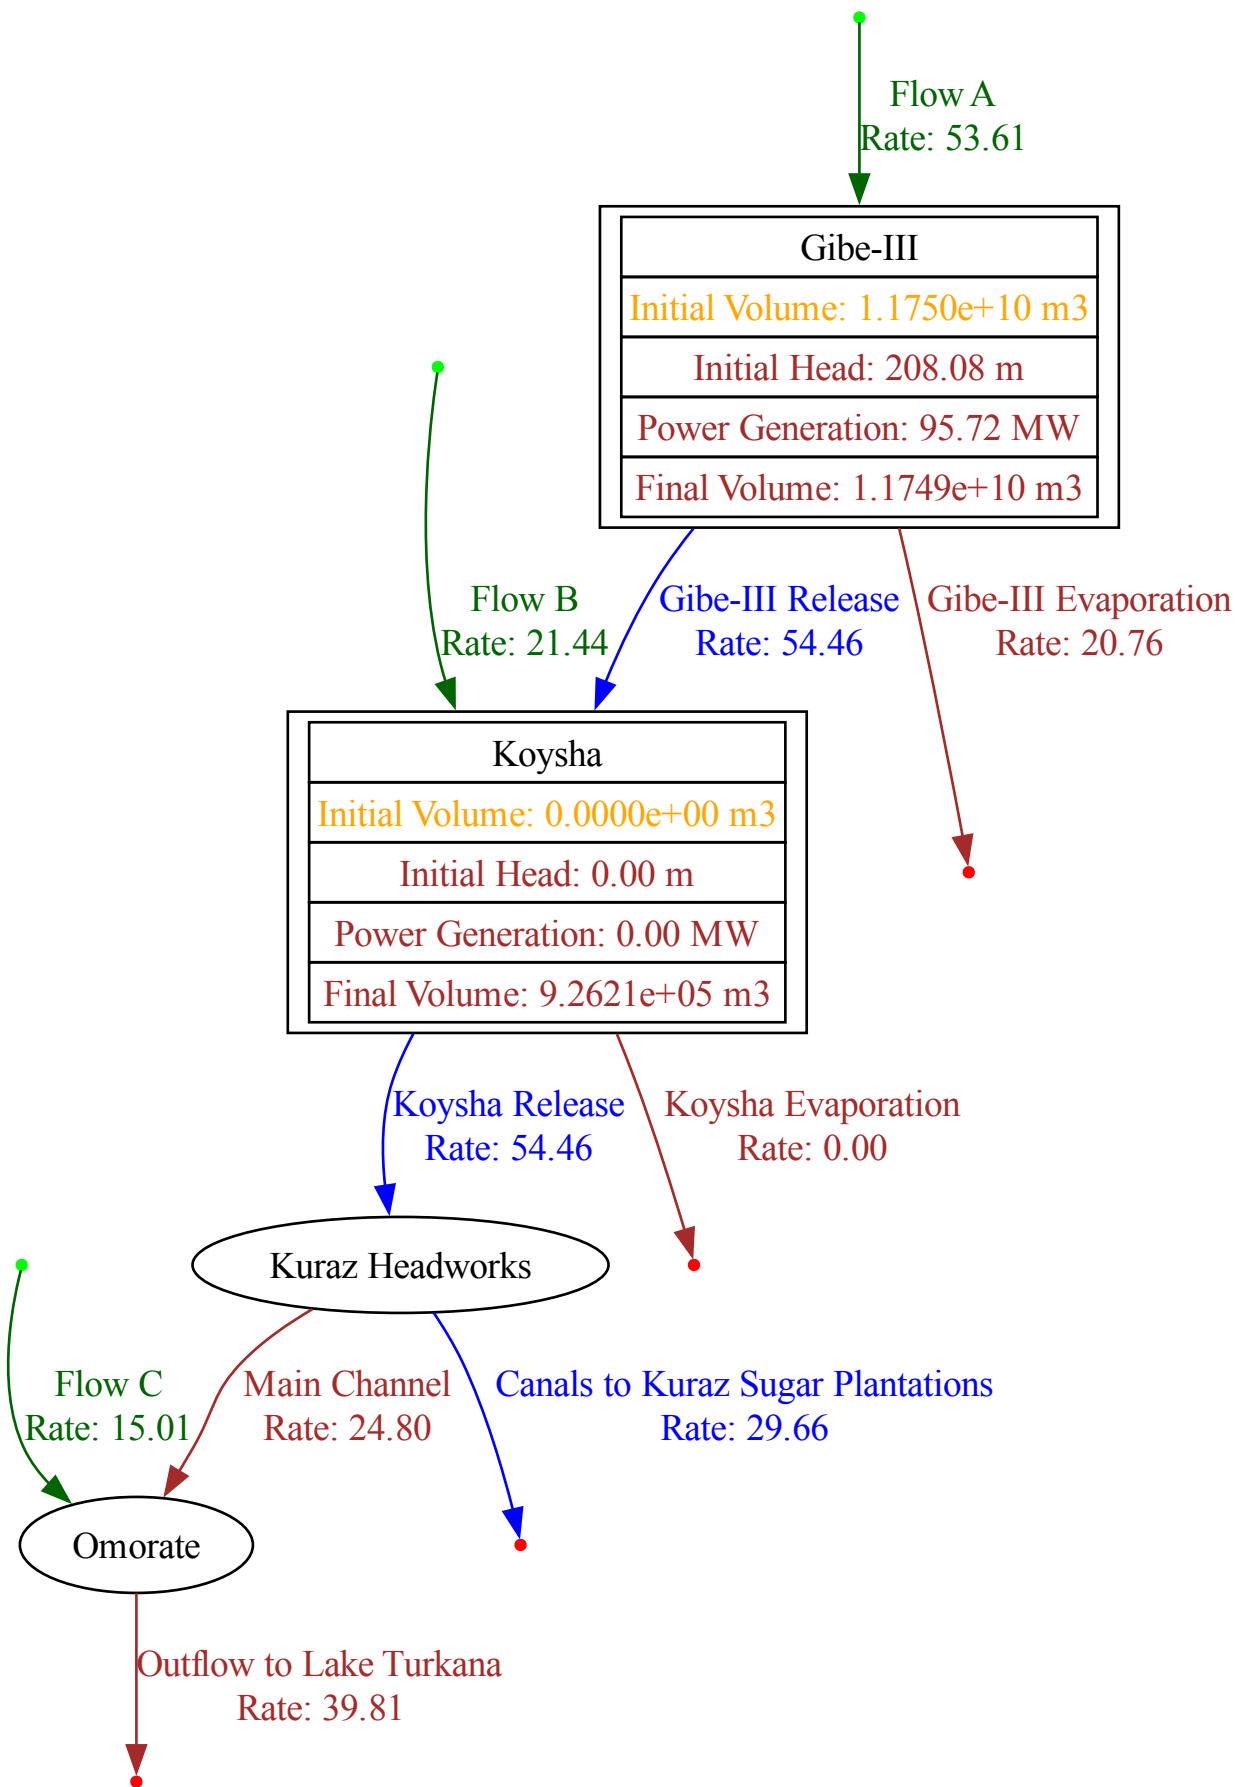 Flow A
Rate: 53.61
Gibe-III
Initial Volume: 1.1750e+10 m3
Initial Head: 208.08 m
Power Generation: 95.72 MW
Final Volume: 1.1749e+10 m3
Flow B
Rate: 21.44
Gibe-III Release
Rate: 54.46
Gibe-III Evaporation
Rate: 20.76
Koysha
Initial Volume: 0.0000e+00 m3
Initial Head: 0.00 m
Power Generation: 0.00 MW
Final Volume: 9.2621e+05 m3
Koysha Release
Rate: 54.46
Koysha Evaporation
Rate: 0.00
Kuraz Headworks
Flow C
Rate: 15.01
Main Channel
Rate: 24.80
Canals to Kuraz Sugar Plantations
Rate: 29.66
Omorate
Outflow to Lake Turkana
Rate: 39.81